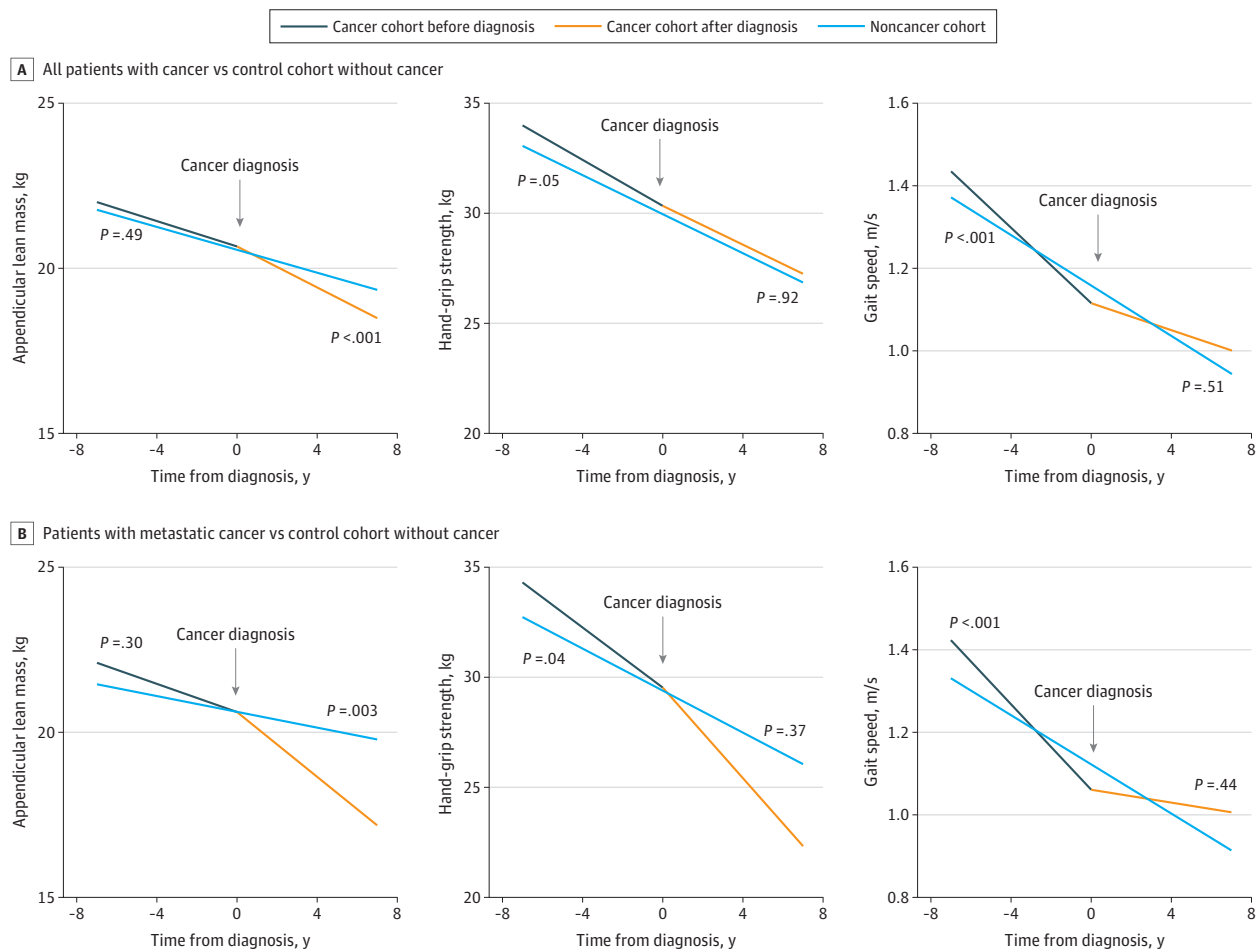 Cancer cohort before diagnosis Cancer cohort after diagnosis Noncancer cohort
A All patients with cancer vs control cohort without cancer
Appendicular lean mass, kg
25
20
15
Cancer diagnosis
P =.49
P <.001
-8 -4 0 4 8
Time from diagnosis, y
Hand-grip strength, kg
35
30
25
20
Cancer diagnosis
P =.05
P =.92
-8 -4 0 4 8
Time from diagnosis, y
Gait speed, m/s
1.6
1.4
1.2
1.0
0.8
Cancer diagnosis
P <.001
P =.51
-8 -4 0 4 8
Time from diagnosis, y
B Patients with metastatic cancer vs control cohort without cancer
Appendicular lean mass, kg
25
20
15
Cancer diagnosis
P =.30
P =.003
-8 -4 0 4 8
Time from diagnosis, y
Hand-grip strength, kg
35
30
25
20
Cancer diagnosis
P =.04
P =.37
-8 -4 0 4 8
Time from diagnosis, y
Gait speed, m/s
1.6
1.4
1.2
1.0
0.8
P <.001
Cancer diagnosis
P =.44
-8 -4 0 4 8
Time from diagnosis, y